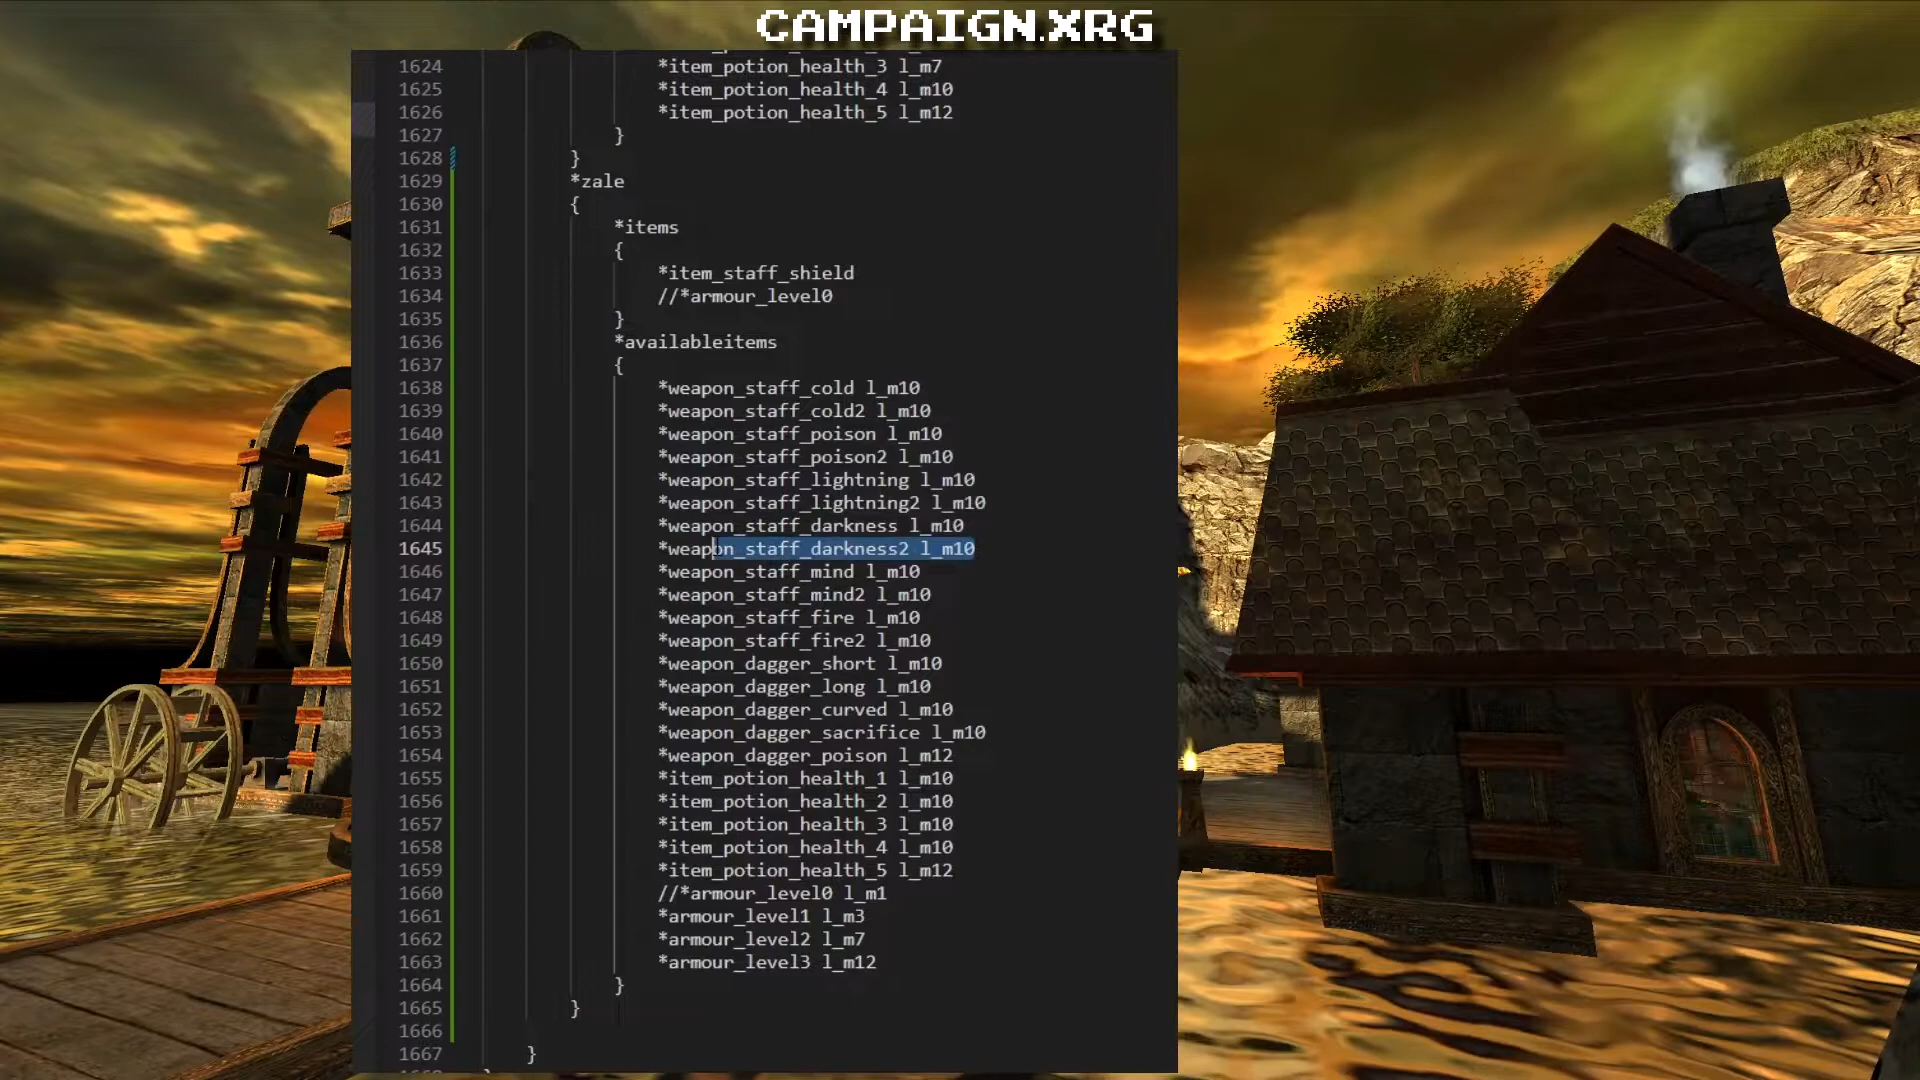 CAMPAIGN.XRG
1624 *item_potion_health_3 l_m7
1625 *item_potion_health_4 l_m10
1626 *item_potion_health_5 l_m12
1627 }
1628 }
1629 *zale
1630 {
1631 *items
1632 {
1633 *item_staff_shield
1634 //*armour_level0
1635 }
1636 *availableitems
1637 {
1638 *weapon_staff_cold l_m10
1639 *weapon_staff_cold2 l_m10
1640 *weapon_staff_poison l_m10
1641 *weapon_staff_poison2 l_m10
1642 *weapon_staff_lightning l_m10
1643 *weapon_staff_lightning2 l_m10
1644 *weapon_staff_darkness l_m10
1645 *weapon_staff_darkness2 l_m10
1646 *weapon_staff_mind l_m10
1647 *weapon_staff_mind2 l_m10
1648 *weapon_staff_fire l_m10
1649 *weapon_staff_fire2 l_m10
1650 *weapon_dagger_short l_m10
1651 *weapon_dagger_long l_m10
1652 *weapon_dagger_curved l_m10
1653 *weapon_dagger_sacrifice l_m10
1654 *weapon_dagger_poison l_m12
1655 *item_potion_health_1 l_m10
1656 *item_potion_health_2 l_m10
1657 *item_potion_health_3 l_m10
1658 *item_potion_health_4 l_m10
1659 *item_potion_health_5 l_m12
1660 //*armour_level0 l_m1
1661 *armour_level1 l_m3
1662 *armour_level2 l_m7
1663 *armour_level3 l_m12
1664 }
1665 }
1666
1667 }